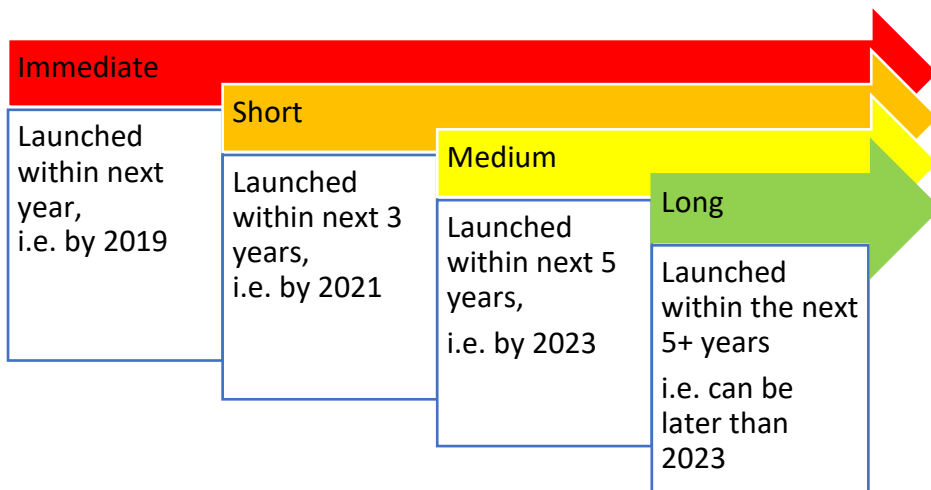 Immediate
Launched
within next
year,
i.e. by 2019
Short
Launched
within next 3
years,
i.e. by 2021
Medium
Launched
within next 5
years,
i.e. by 2023
Long
Launched
within the next
5+ years
i.e. can be
later than
2023